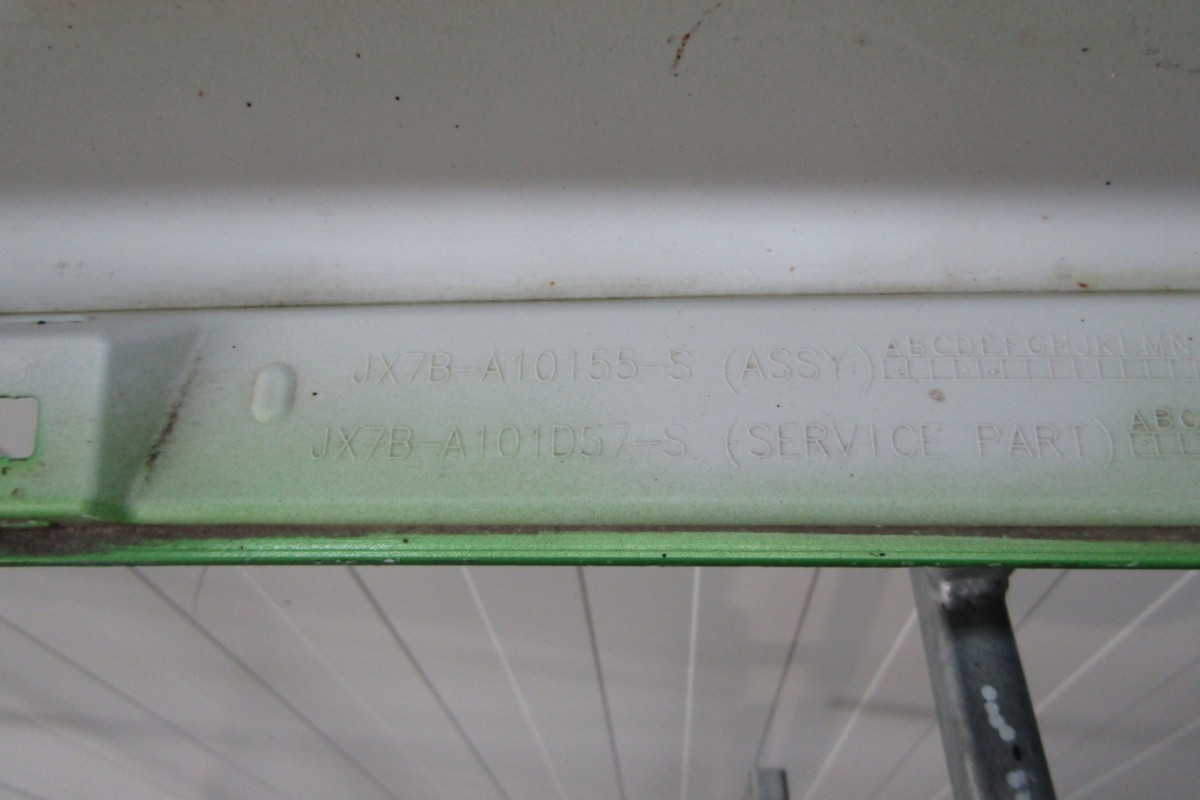 JX7B-A10155-S (ASSY.) ABCDEFGHJKLMN
JX7B-A101D57-S (SERVICE PART) ABC